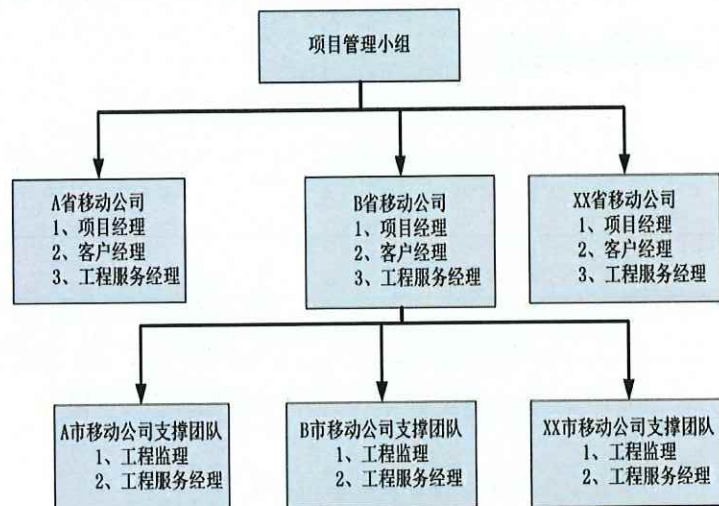 项目管理小组
A省移动公司
1、项目经理
2、客户经理
3、工程服务经理
B省移动公司
1、项目经理
2、客户经理
3、工程服务经理
XX省移动公司
1、项目经理
2、客户经理
3、工程服务经理
A市移动公司支撑团队
1、工程监理
2、工程服务经理
B市移动公司支撑团队
1、工程监理
2、工程服务经理
XX市移动公司支撑团队
1、工程监理
2、工程服务经理